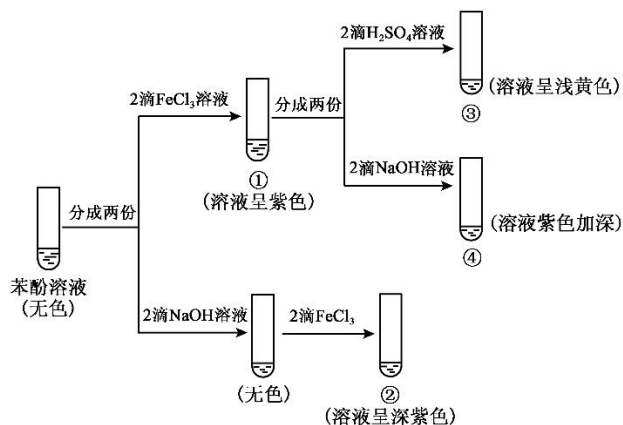 2滴H₂SO₄溶液
2滴FeCl₃溶液
分成两份
(溶液呈浅黄色)
③
①
(溶液呈紫色)
2滴NaOH溶液
分成两份
(溶液紫色加深)
④
苯酚溶液
(无色)
2滴NaOH溶液
2滴FeCl₃
(无色)
②
(溶液呈深紫色)